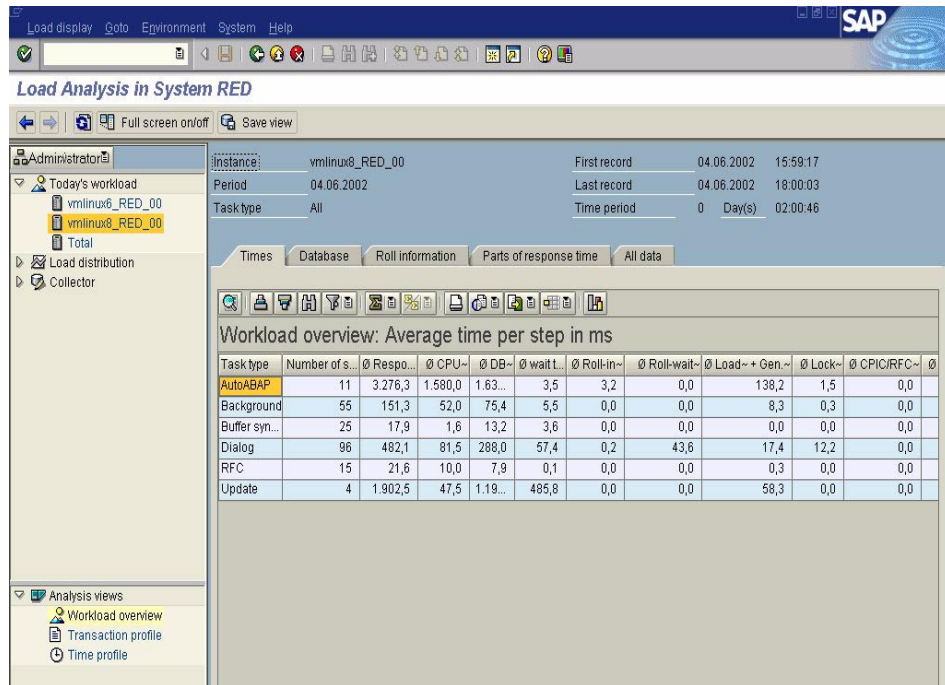 Load display Goto Environment System Help
SAP
Load Analysis in System RED
Full screen on/off Save view
Administrator
Today's workload
vmlinux6_RED_00
vmlinux8_RED_00
Total
Load distribution
Collector
Instance vmlinux8_RED_00 First record 04.06.2002 15:59:17
Period 04.06.2002 Last record 04.06.2002 18:00:03
Task type All Time period 0 Day(s) 02:00:46
Times Database Roll information Parts of response time All data
Workload overview: Average time per step in ms
Task type Number of s... Ø Respo... Ø CPU~ Ø DB~ Ø wait t... Ø Roll-in~ Ø Roll-wait~ Ø Load~ + Gen.~ Ø Lock~ Ø CPIC/RFC~ Ø
AutoABAP 11 3.276,3 1.580,0 1.63... 3,5 3,2 0,0 138,2 1,5 0,0
Background 55 151,3 52,0 75,4 5,5 0,0 0,0 8,3 0,3 0,0
Buffer syn... 25 17,9 1,6 13,2 3,6 0,0 0,0 0,0 0,0 0,0
Dialog 96 482,1 81,5 288,0 57,4 0,2 43,6 17,4 12,2 0,0
RFC 15 21,6 10,0 7,9 0,1 0,0 0,0 0,3 0,0 0,0
Update 4 1.902,5 47,5 1.19... 485,8 0,0 0,0 58,3 0,0 0,0
Analysis views
Workload overview
Transaction profile
Time profile